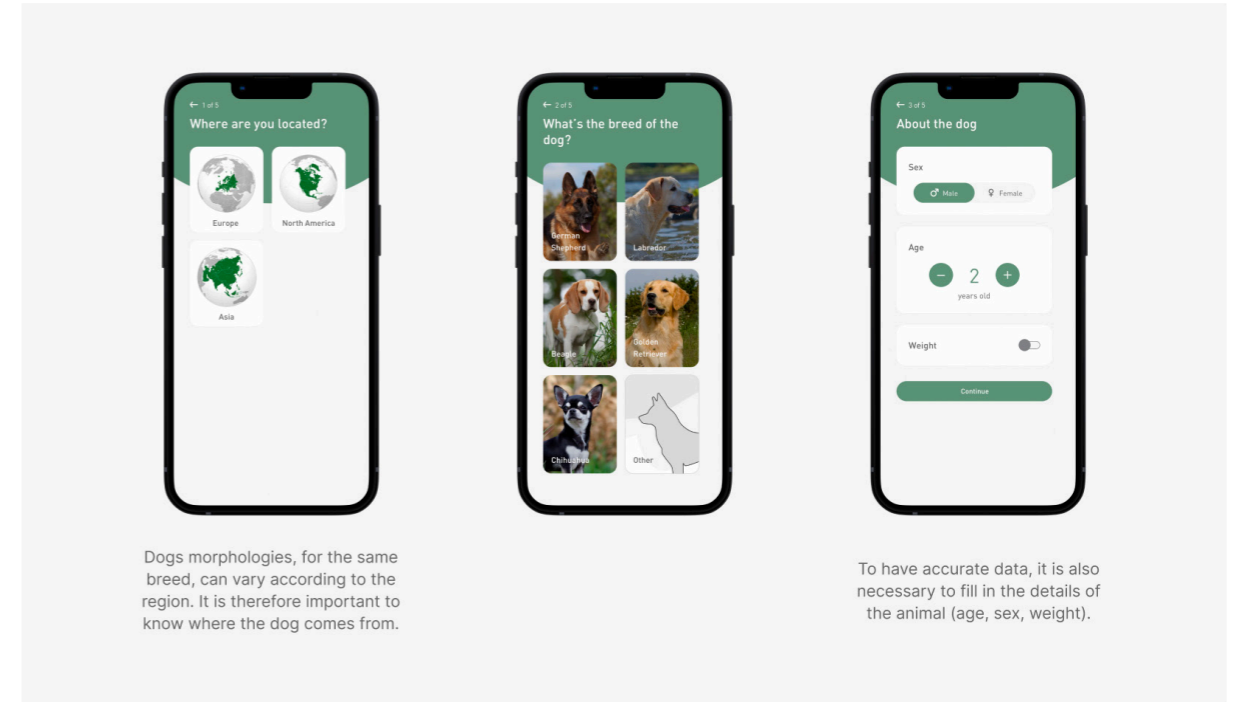 ← 1 of 5
Where are you located?
Europe
North America
Asia
Dogs morphologies, for the same
breed, can vary according to the
region. It is therefore important to
know where the dog comes from.
← 2 of 5
What's the breed of the
dog?
German
Shepherd
Labrador
Beagle
Golden
Retriever
Chihuahua
Other
← 3 of 5
About the dog
Sex
♂ Male
♀ Female
Age
− 2 +
years old
Weight
Continue
To have accurate data, it is also
necessary to fill in the details of
the animal (age, sex, weight).